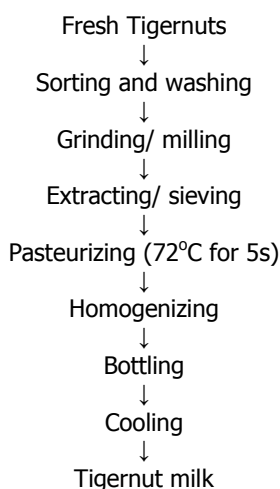 Fresh Tigernuts
↓
Sorting and washing
↓
Grinding/ milling
↓
Extracting/ sieving
↓
Pasteurizing (72°C for 5s)
↓
Homogenizing
↓
Bottling
↓
Cooling
↓
Tigernut milk